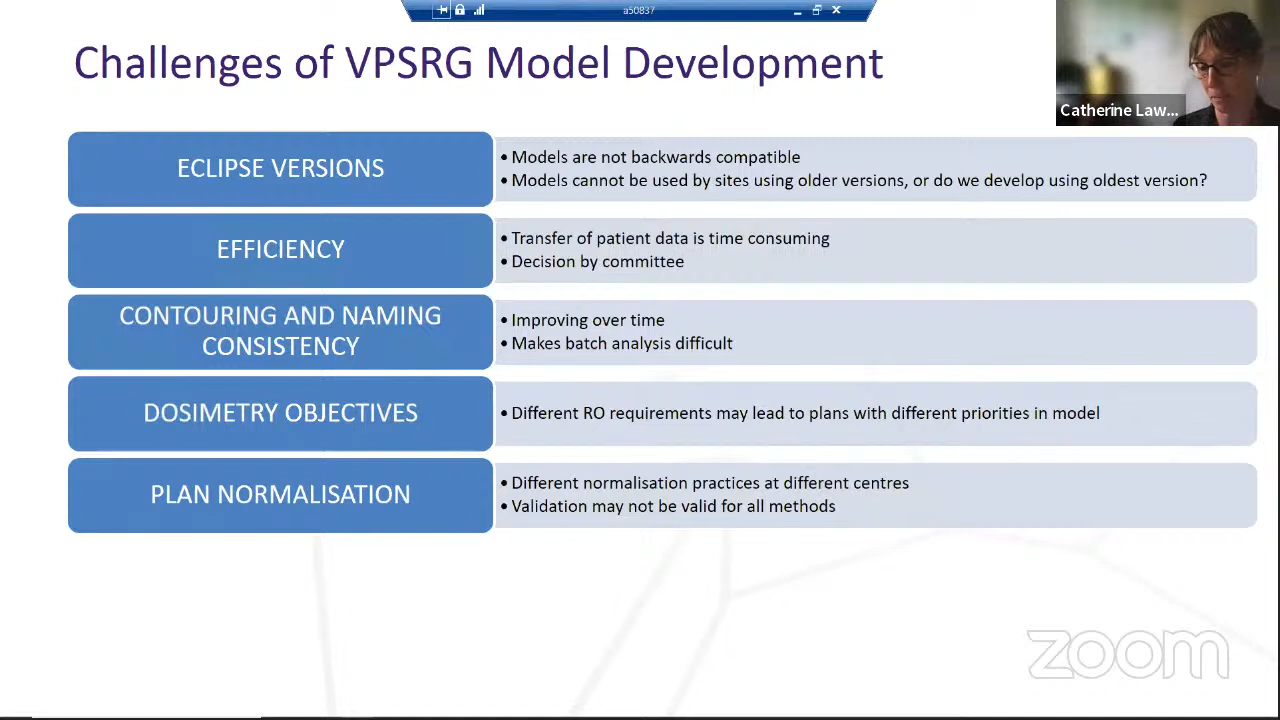 a50837
Challenges of VPSRG Model Development
Catherine Law...
ECLIPSE VERSIONS
• Models are not backwards compatible
• Models cannot be used by sites using older versions, or do we develop using oldest version?
EFFICIENCY
• Transfer of patient data is time consuming
• Decision by committee
CONTOURING AND NAMING
CONSISTENCY
• Improving over time
• Makes batch analysis difficult
DOSIMETRY OBJECTIVES
• Different RO requirements may lead to plans with different priorities in model
PLAN NORMALISATION
• Different normalisation practices at different centres
• Validation may not be valid for all methods
zoom